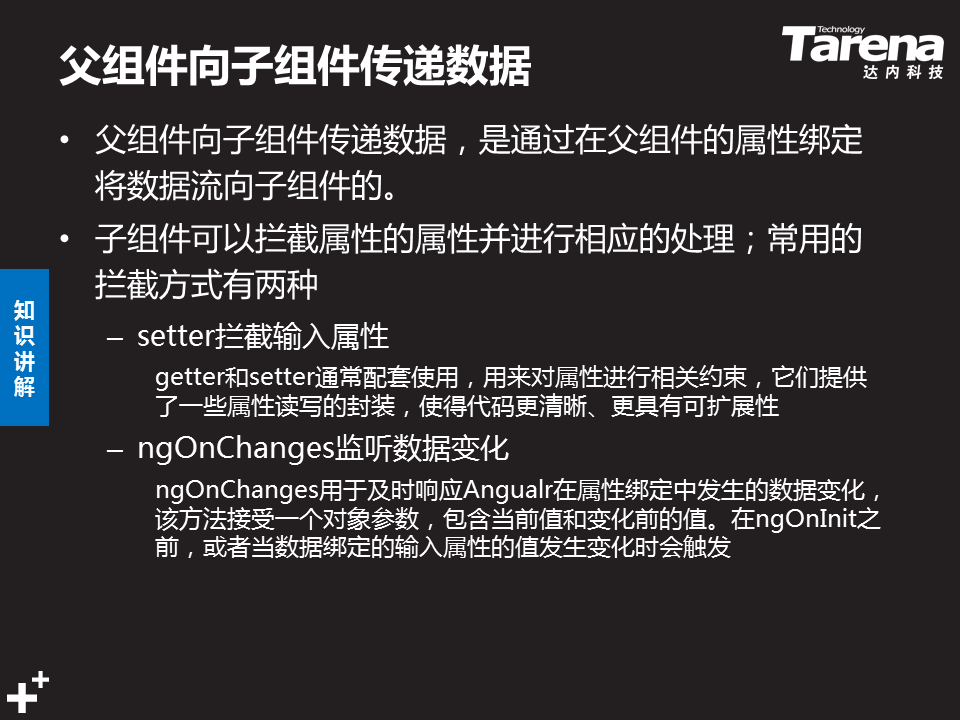 父组件向子组件传递数据
Technology
Tarena
达内科技
• 父组件向子组件传递数据，是通过在父组件的属性绑定
将数据流向子组件的。
• 子组件可以拦截属性的属性并进行相应的处理；常用的
拦截方式有两种
– setter拦截输入属性
getter和setter通常配套使用，用来对属性进行相关约束，它们提供
了一些属性读写的封装，使得代码更清晰、更具有可扩展性
– ngOnChanges监听数据变化
ngOnChanges用于及时响应Angualr在属性绑定中发生的数据变化，
该方法接受一个对象参数，包含当前值和变化前的值。在ngOnInit之
前，或者当数据绑定的输入属性的值发生变化时会触发
知识讲解